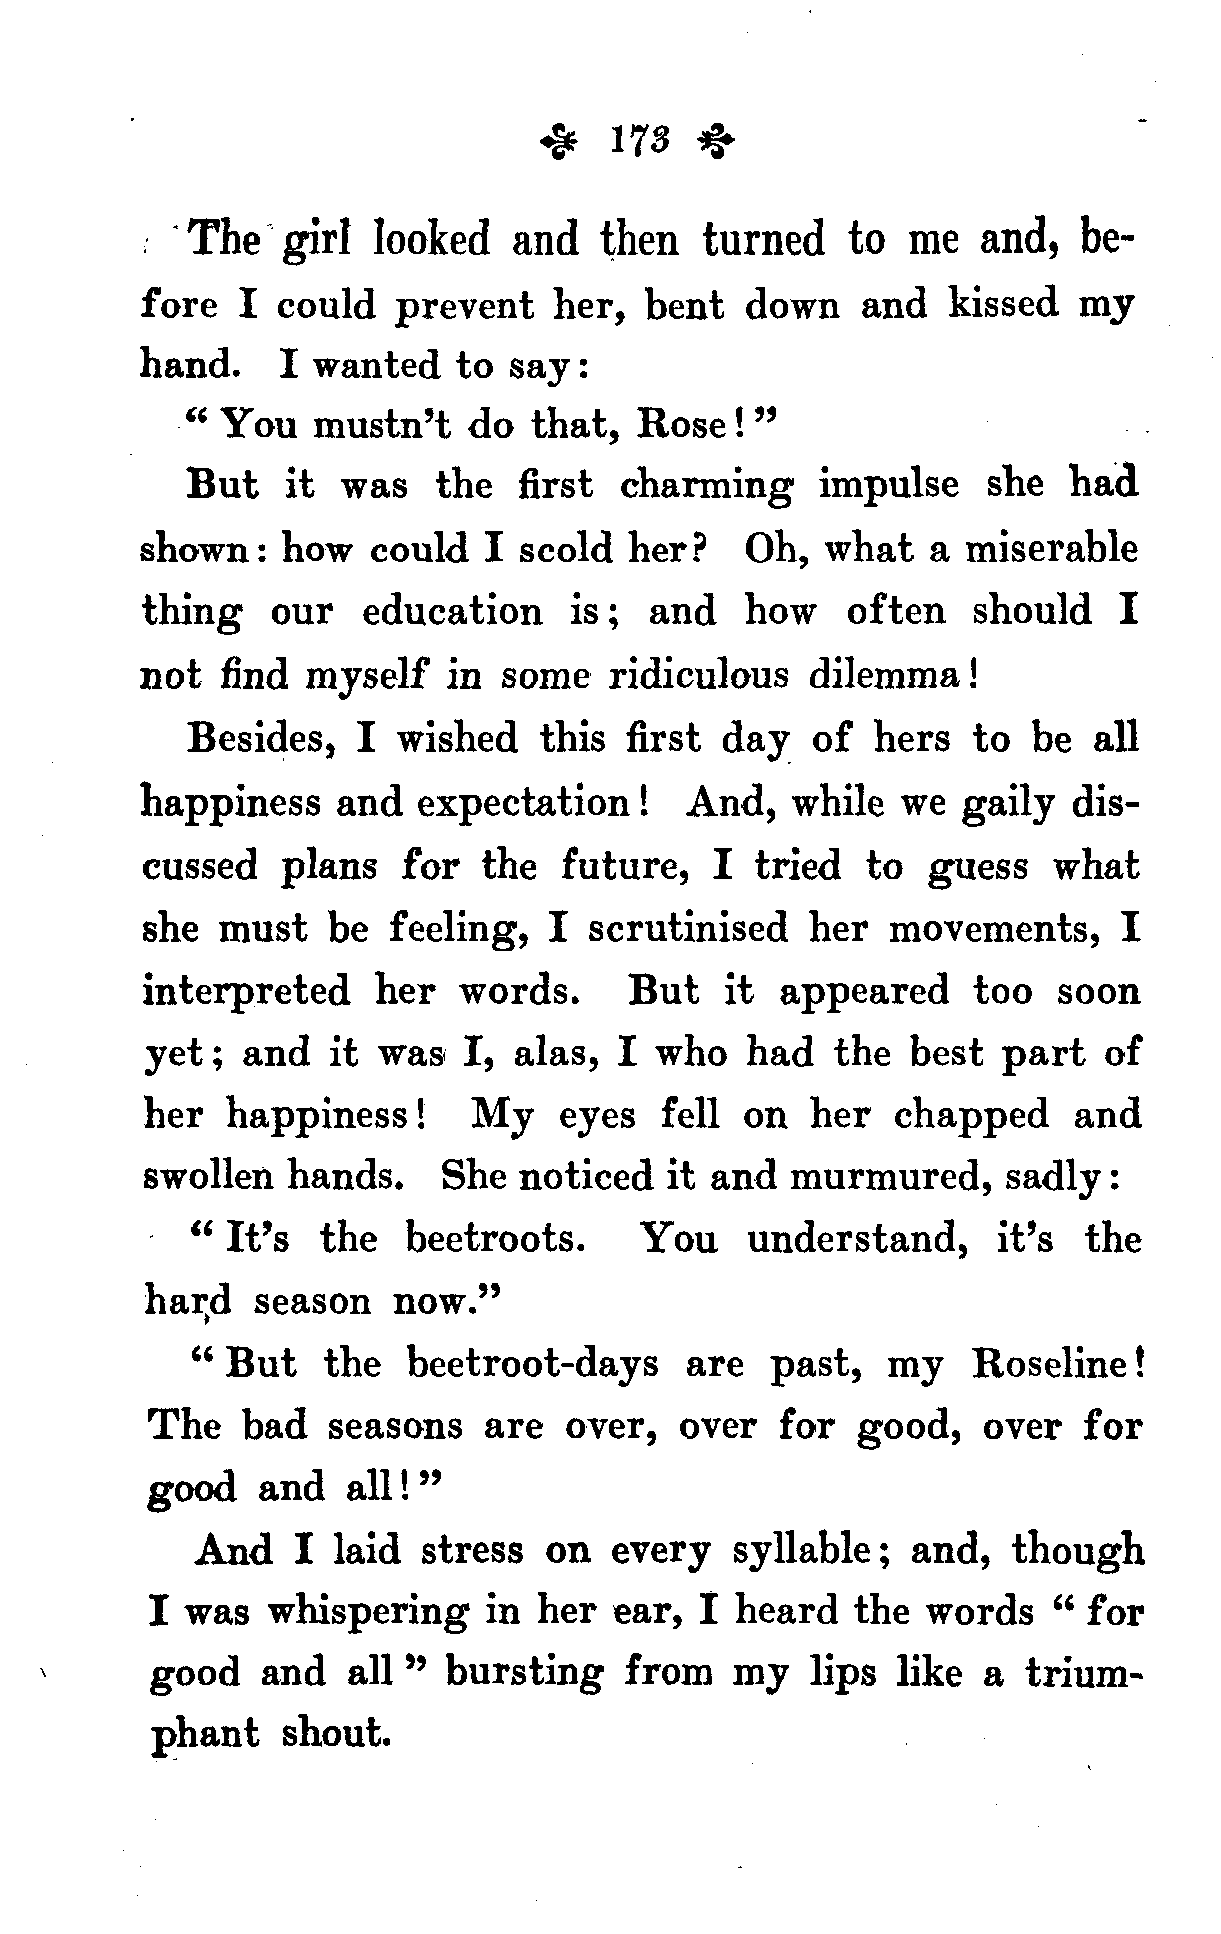 173
The girl looked and then turned to me and, be-
fore I could prevent her, bent down and kissed my
hand. I wanted to say:
“You mustn’t do that, Rose!”
But it was the first charming impulse she had
shown: how could I scold her? Oh, what a miserable
thing our education is; and how often should I
not find myself in some ridiculous dilemma!
Besides, I wished this first day of hers to be all
happiness and expectation! And, while we gaily dis-
cussed plans for the future, I tried to guess what
she must be feeling, I scrutinised her movements, I
interpreted her words. But it appeared too soon
yet; and it was I, alas, I who had the best part of
her happiness! My eyes fell on her chapped and
swollen hands. She noticed it and murmured, sadly:
“It’s the beetroots. You understand, it’s the
hard season now.”
“But the beetroot-days are past, my Roseline!
The bad seasons are over, over for good, over for
good and all!”
And I laid stress on every syllable; and, though
I was whispering in her ear, I heard the words “for
good and all” bursting from my lips like a trium-
phant shout.